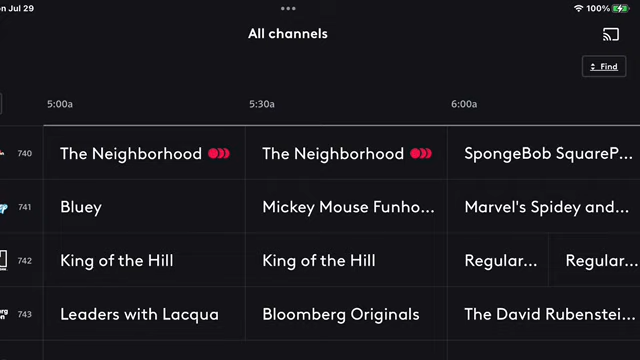 n Jul 29 100%
All channels
Find
5:00a 5:30a 6:00a
740 The Neighborhood The Neighborhood SpongeBob SquareP...
741 Bluey Mickey Mouse Funho... Marvel's Spidey and...
742 King of the Hill King of the Hill Regular... Regular...
743 Leaders with Lacqua Bloomberg Originals The David Rubenstei...